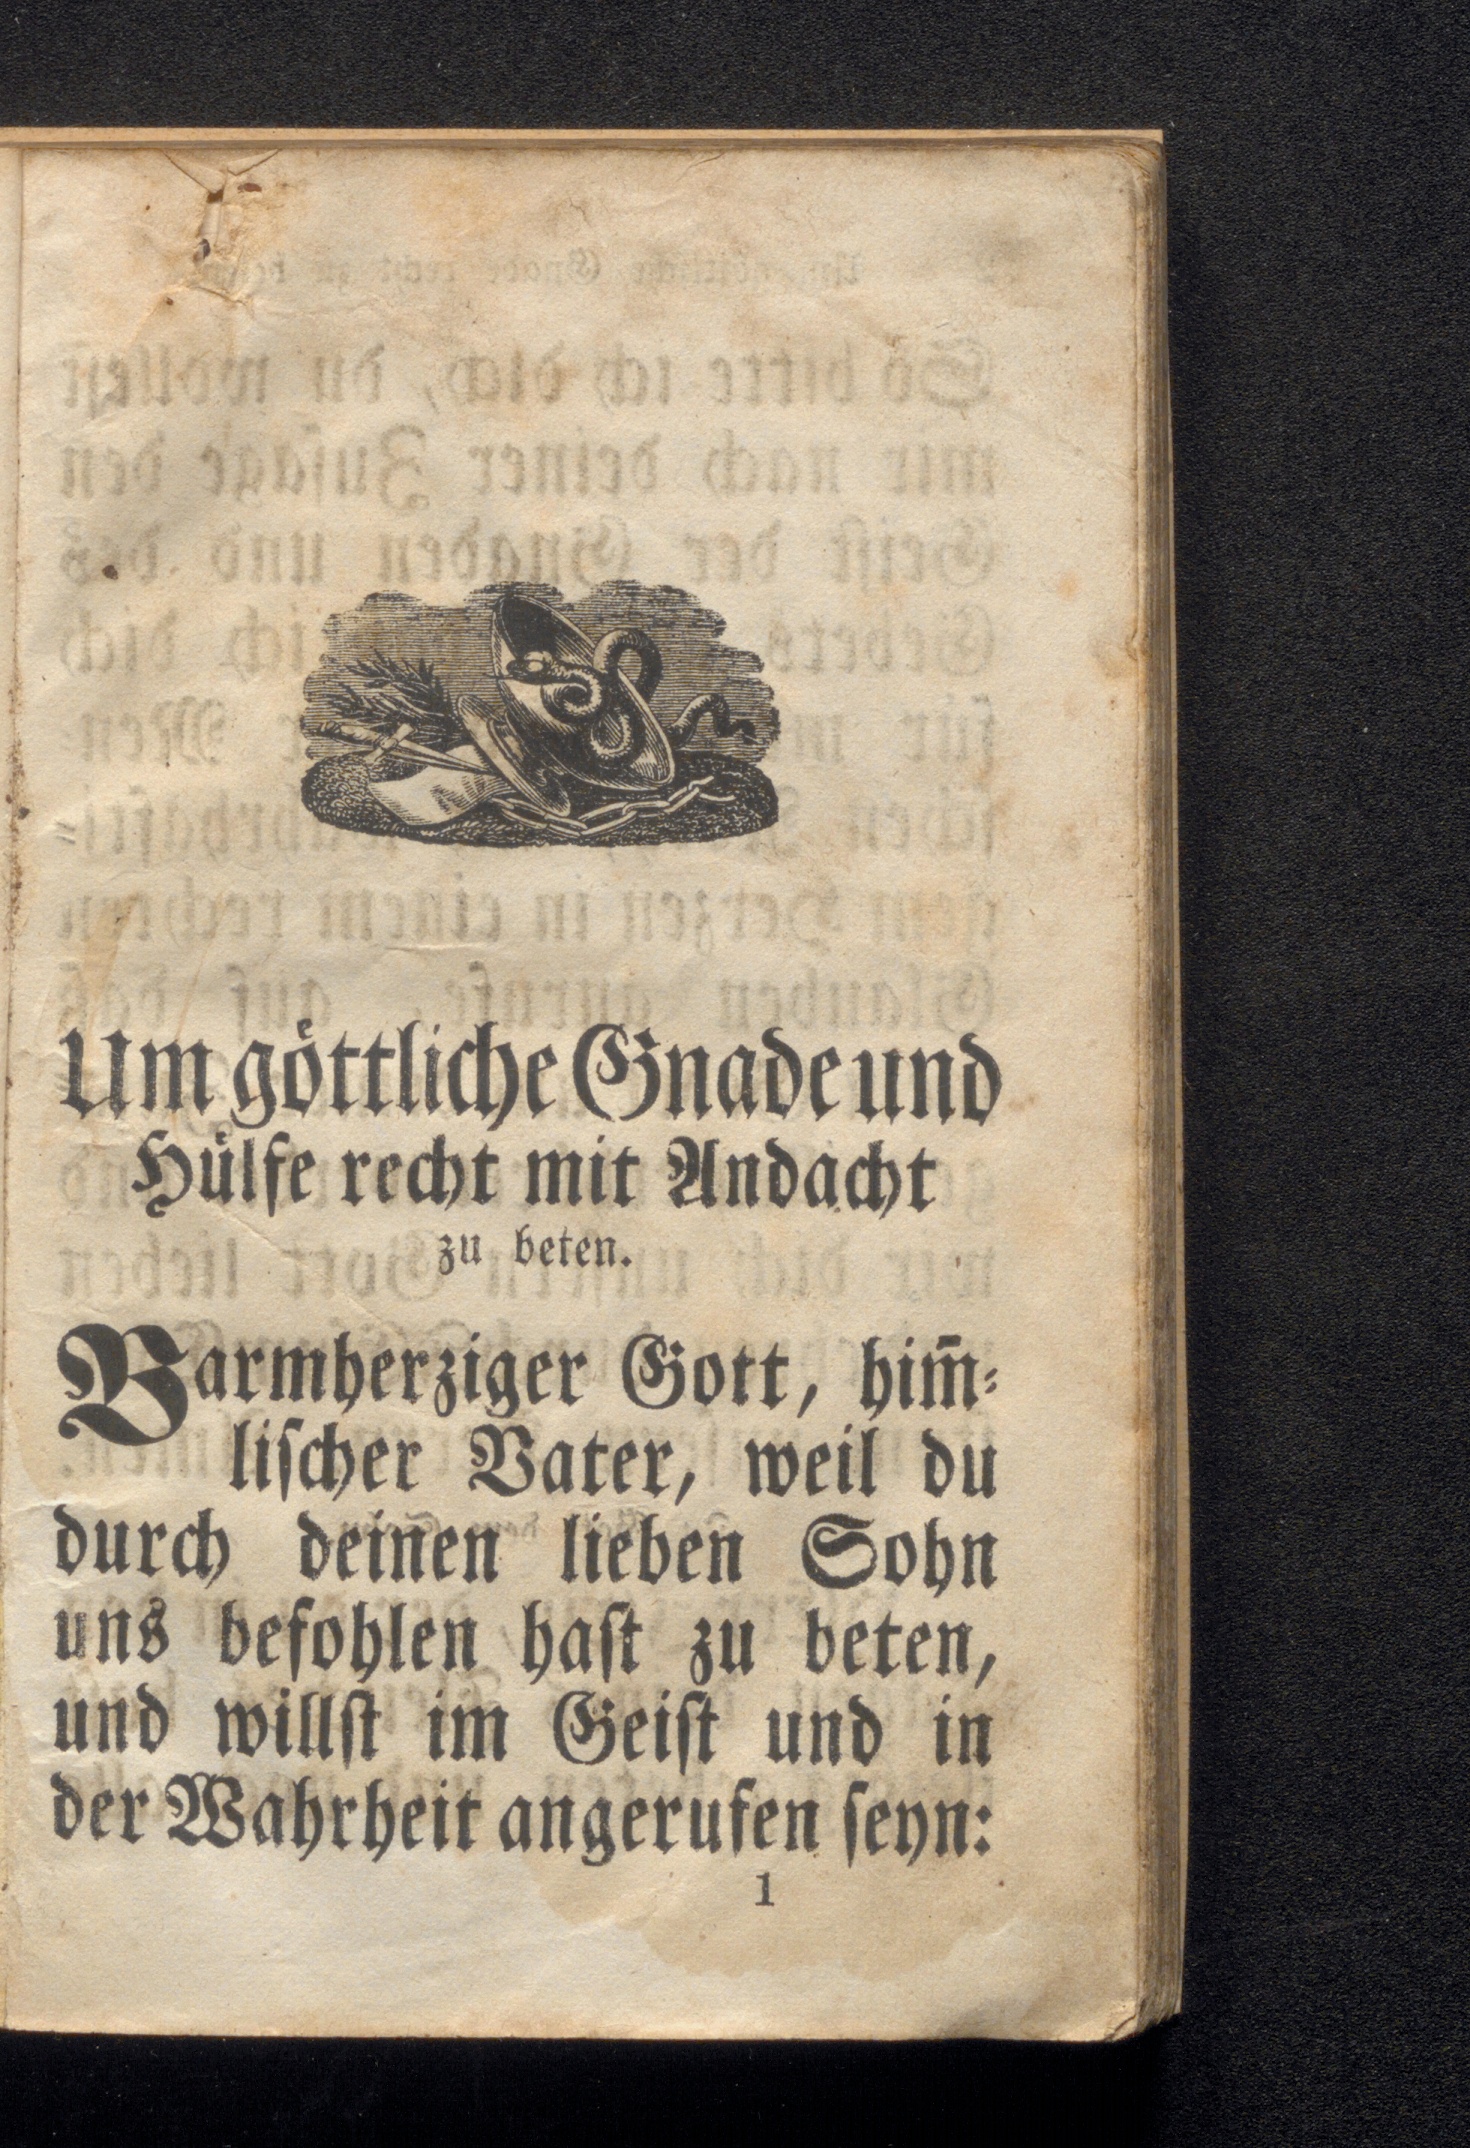 Um göttliche Gnade und
Hülfe recht mit Andacht
zu beten.
Barmherziger Gott, him̄⸗
liſcher Vater, weil du
durch deinen lieben Sohn
uns befohlen haſt zu beten,
und willſt im Geiſt und in
der Wahrheit angerufen ſeyn:
1